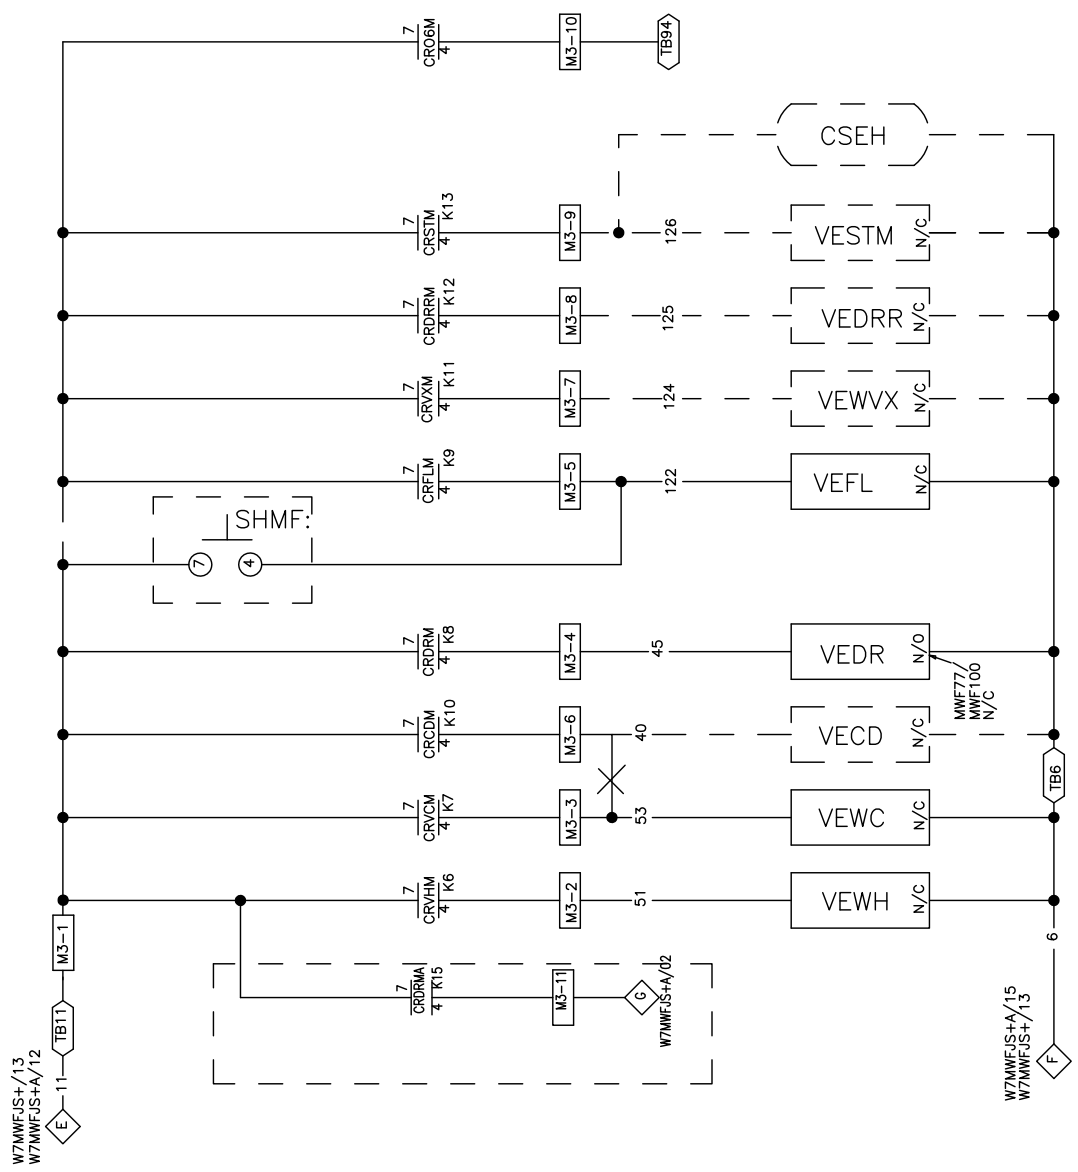 7
CR06M
4
M3-10
TB94
CSEH
7
CRSTM
4
K13
M3-9
126
VESTM
N/C
7
CRDRRM
4
K12
M3-8
125
VEDRR
N/C
7
CRVXM
4
K11
M3-7
124
VEWVX
N/C
7
CRFLM
4
K9
M3-5
122
VEFL
N/C
SHMF:
7
4
7
CRDRM
4
K8
M3-4
45
VEDR
N/O
MWF77/
MWF100
N/C
7
CRCDM
4
K10
M3-6
40
VECD
N/C
TB6
7
CRVCM
4
K7
M3-3
53
VEWC
N/C
7
CRVHM
4
K6
M3-2
51
VEWH
N/C
M3-1
6
7
CRDRMA
4
K15
M3-11
G
W7MWFJS+A/02
TB11
11
E
W7MWFJS+/13
W7MWFJS+A/12
F
W7MWFJS+A/15
W7MWFJS+/13